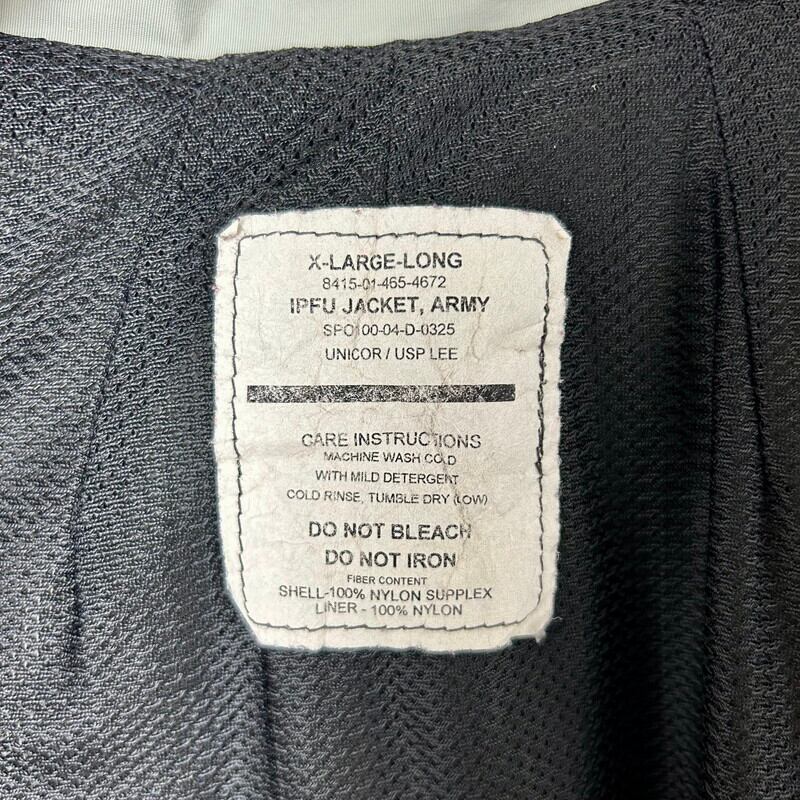 X-LARGE-LONG
8415-01-465-4672
IPFU JACKET, ARMY
SPO100-04-D-0325
UNICOR / USP LEE
CARE INSTRUCTIONS
MACHINE WASH COLD
WITH MILD DETERGENT
COLD RINSE, TUMBLE DRY (LOW)
DO NOT BLEACH
DO NOT IRON
FIBER CONTENT
SHELL-100% NYLON SUPPLEX
LINER - 100% NYLON